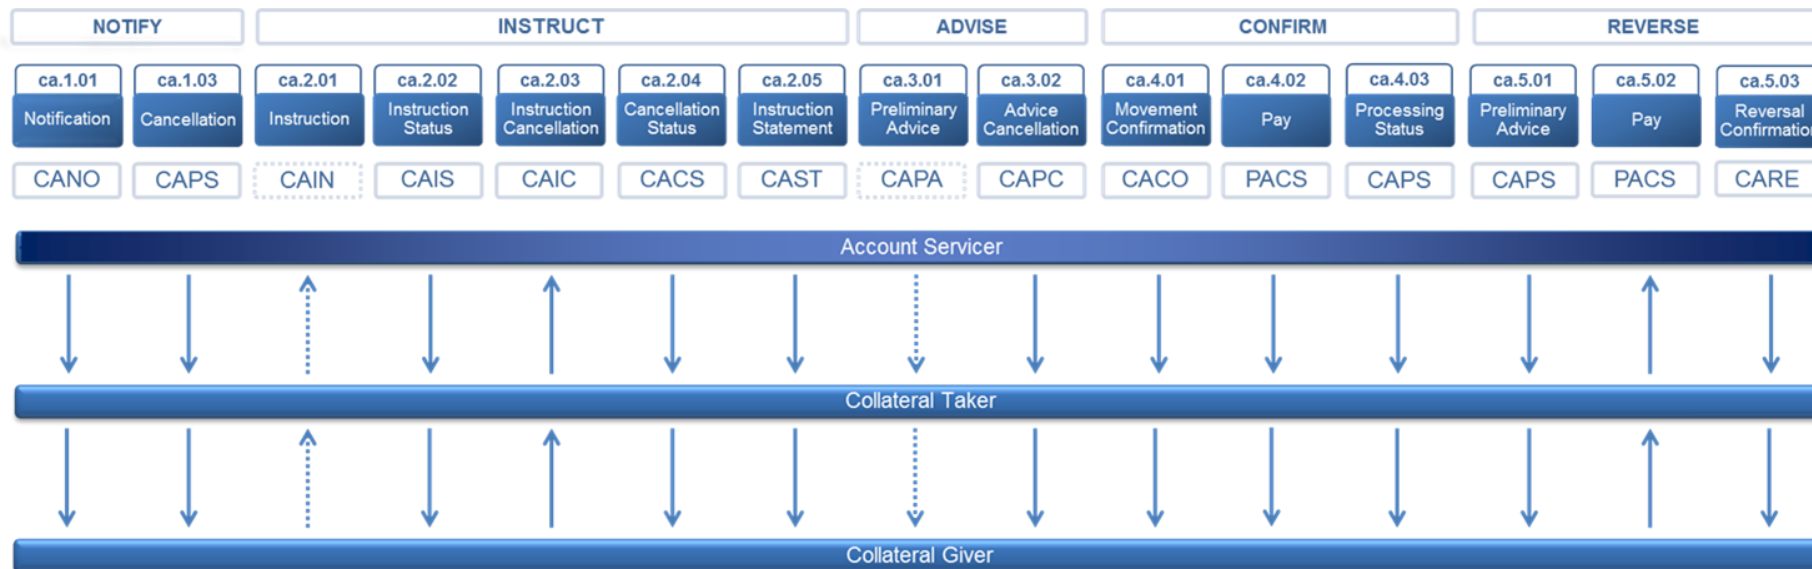 NOTIFY INSTRUCT ADVISE CONFIRM REVERSE
ca.1.01 ca.1.03 ca.2.01 ca.2.02 ca.2.03 ca.2.04 ca.2.05 ca.3.01 ca.3.02 ca.4.01 ca.4.02 ca.4.03 ca.5.01 ca.5.02 ca.5.03
Notification
Cancellation
Instruction
Instruction
Status
Instruction
Cancellation
Cancellation
Status
Instruction
Statement
Preliminary
Advice
Advice
Cancellation
Movement
Confirmation
Pay
Processing
Status
Preliminary
Advice
Pay
Reversal
Confirmation
CANO CAPS CAIN CAIS CAIC CACS CAST CAPA CAPC CACO PACS CAPS CAPS PACS CARE
Account Servicer
Collateral Taker
Collateral Giver